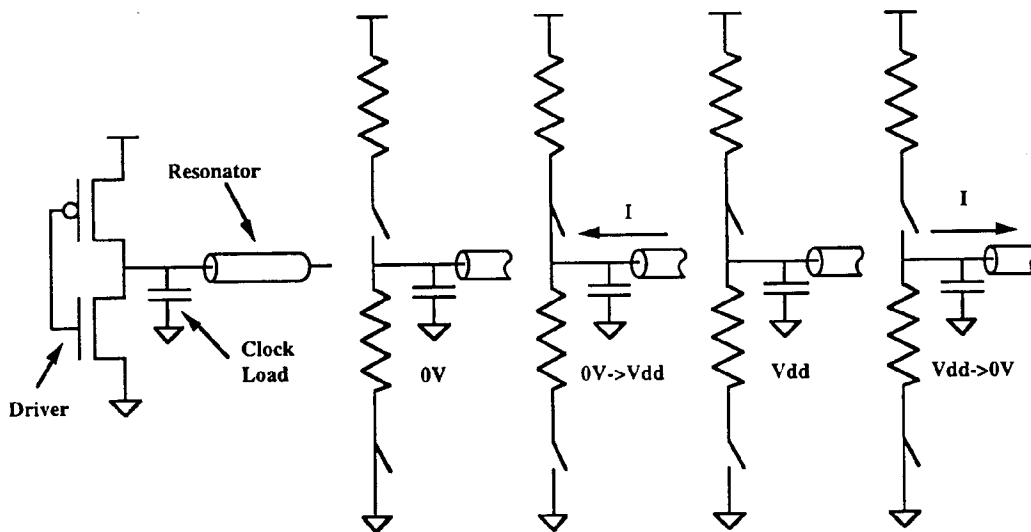 Resonator
I
I
Clock
Load
Driver
0V
0V->Vdd
Vdd
Vdd->0V